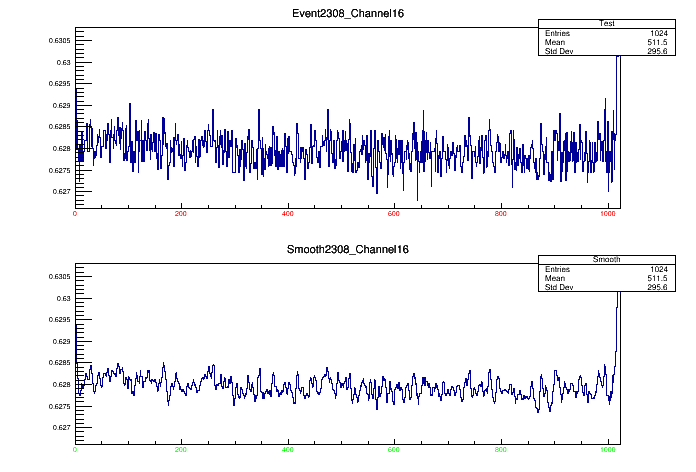 Event2308_Channel16
Test
Entries 1024
Mean 511.5
Std Dev 295.6
0.6305
0.63
0.6295
0.629
0.6285
0.628
0.6275
0.627
0 200 400 600 800 1000
Smooth2308_Channel16
Smooth
Entries 1024
Mean 511.5
Std Dev 295.6
0.6305
0.63
0.6295
0.629
0.6285
0.628
0.6275
0.627
0 200 400 600 800 1000